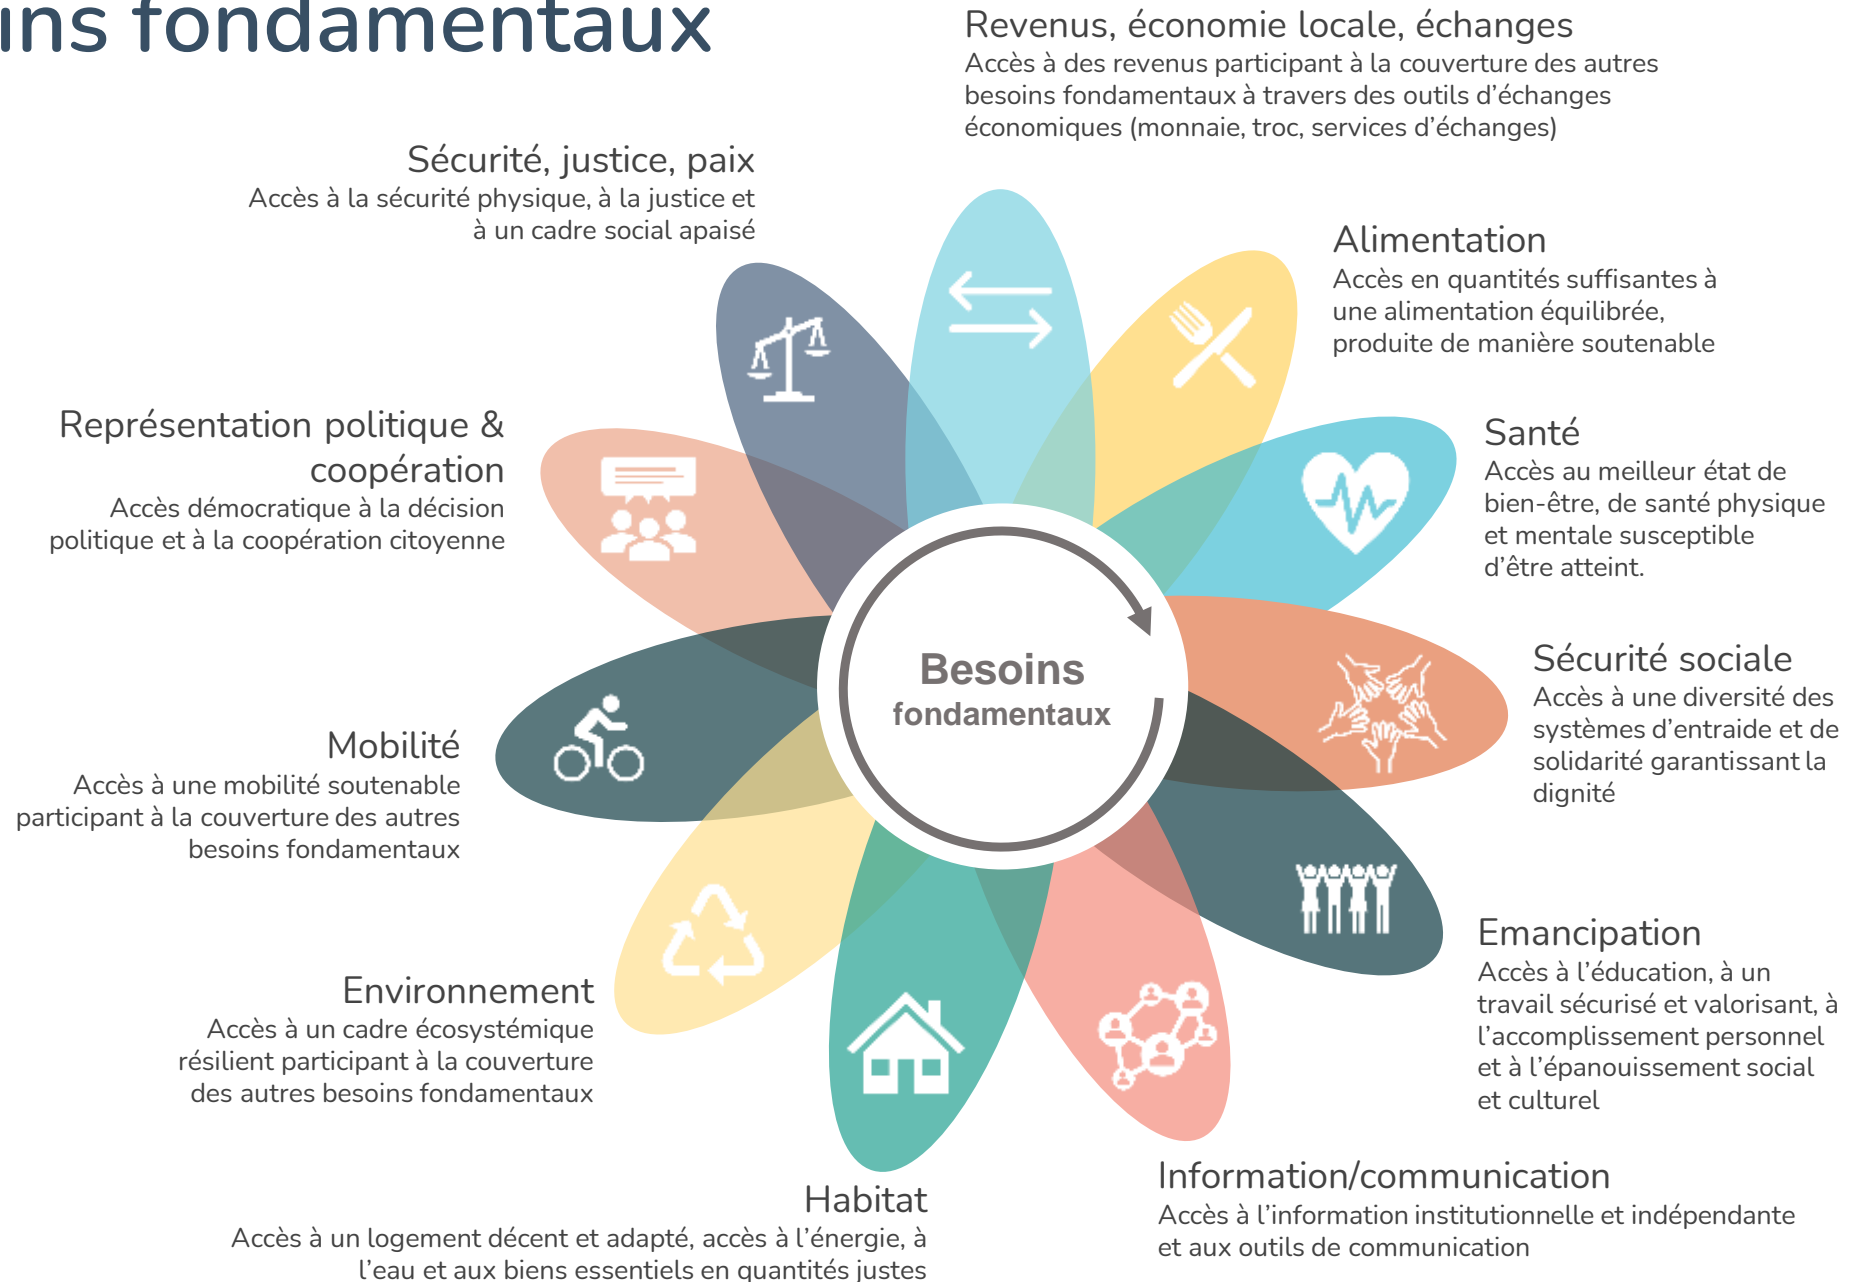 ins fondamentaux
Revenus, économie locale, échanges
Accès à des revenus participant à la couverture des autres
besoins fondamentaux à travers des outils d’échanges
économiques (monnaie, troc, services d’échanges)
Alimentation
Accès en quantités suffisantes à
une alimentation équilibrée,
produite de manière soutenable
Santé
Accès au meilleur état de
bien-être, de santé physique
et mentale susceptible
d’être atteint.
Sécurité sociale
Accès à une diversité des
systèmes d’entraide et de
solidarité garantissant la
dignité
Emancipation
Accès à l’éducation, à un
travail sécurisé et valorisant, à
l’accomplissement personnel
et à l’épanouissement social
et culturel
Information/communication
Accès à l’information institutionnelle et indépendante
et aux outils de communication
Habitat
Accès à un logement décent et adapté, accès à l’énergie, à
l’eau et aux biens essentiels en quantités justes
Environnement
Accès à un cadre écosystémique
résilient participant à la couverture
des autres besoins fondamentaux
Mobilité
Accès à une mobilité soutenable
participant à la couverture des autres
besoins fondamentaux
Représentation politique &
coopération
Accès démocratique à la décision
politique et à la coopération citoyenne
Sécurité, justice, paix
Accès à la sécurité physique, à la justice et
à un cadre social apaisé
Besoins
fondamentaux